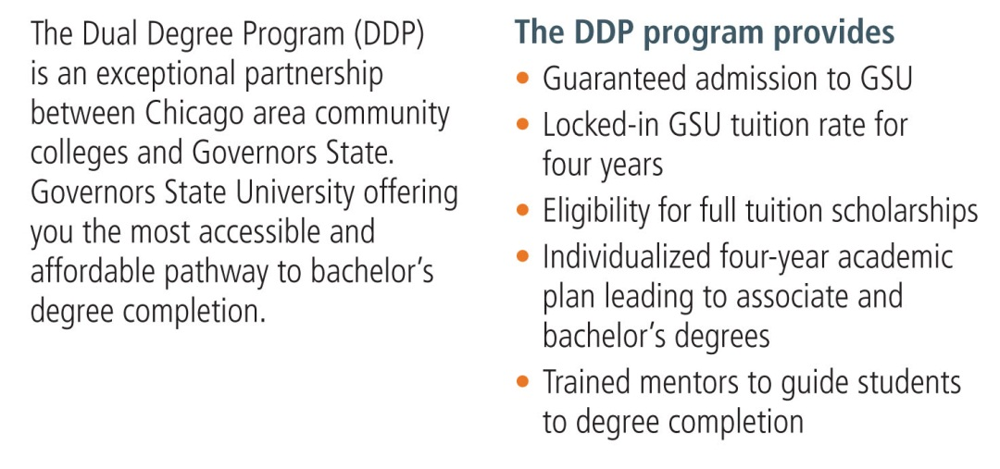 The Dual Degree Program (DDP)
is an exceptional partnership
between Chicago area community
colleges and Governors State.
Governors State University offering
you the most accessible and
affordable pathway to bachelor’s
degree completion.
The DDP program provides
• Guaranteed admission to GSU
• Locked-in GSU tuition rate for
four years
• Eligibility for full tuition scholarships
• Individualized four-year academic
plan leading to associate and
bachelor’s degrees
• Trained mentors to guide students
to degree completion